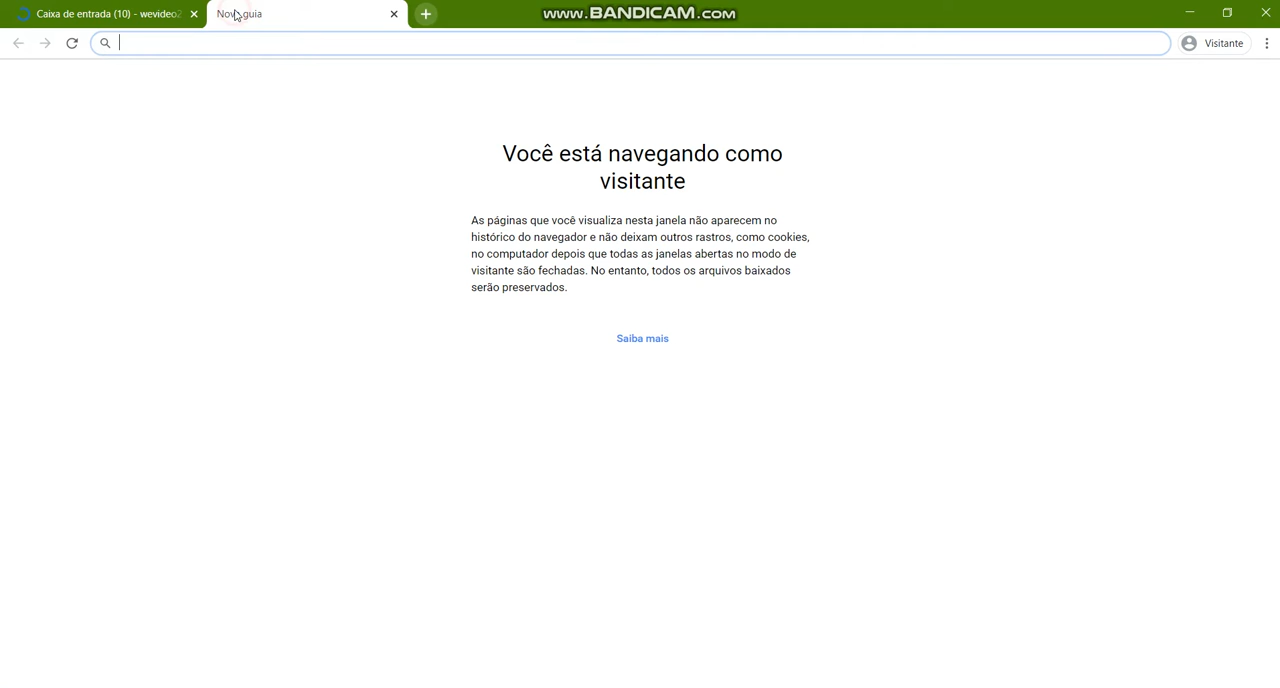 Caixa de entrada (10) - wevideo2
Nova guia
www.BANDICAM.com
Visitante
Você está navegando como
visitante
As páginas que você visualiza nesta janela não aparecem no
histórico do navegador e não deixam outros rastros, como cookies,
no computador depois que todas as janelas abertas no modo de
visitante são fechadas. No entanto, todos os arquivos baixados
serão preservados.
Saiba mais